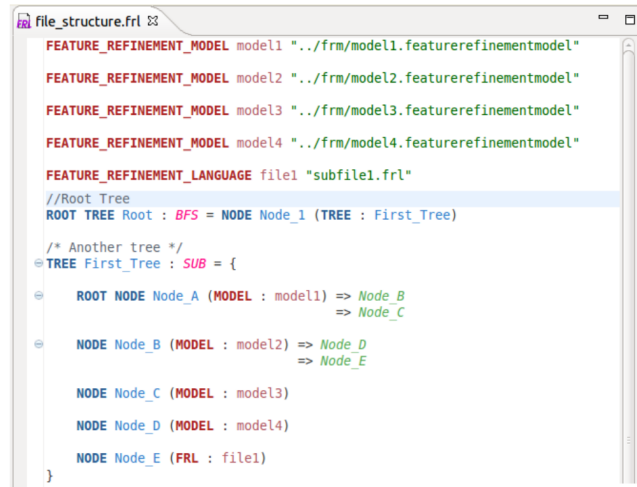 FRL file_structure.frl
FEATURE_REFINEMENT_MODEL model1 "../frm/model1.featurerefinementmodel"
FEATURE_REFINEMENT_MODEL model2 "../frm/model2.featurerefinementmodel"
FEATURE_REFINEMENT_MODEL model3 "../frm/model3.featurerefinementmodel"
FEATURE_REFINEMENT_MODEL model4 "../frm/model4.featurerefinementmodel"
FEATURE_REFINEMENT_LANGUAGE file1 "subfile1.frl"
//Root Tree
ROOT TREE Root : BFS = NODE Node_1 (TREE : First_Tree)
/* Another tree */
TREE First_Tree : SUB = {
ROOT NODE Node_A (MODEL : model1) => Node_B
=> Node_C
NODE Node_B (MODEL : model2) => Node_D
=> Node_E
NODE Node_C (MODEL : model3)
NODE Node_D (MODEL : model4)
NODE Node_E (FRL : file1)
}